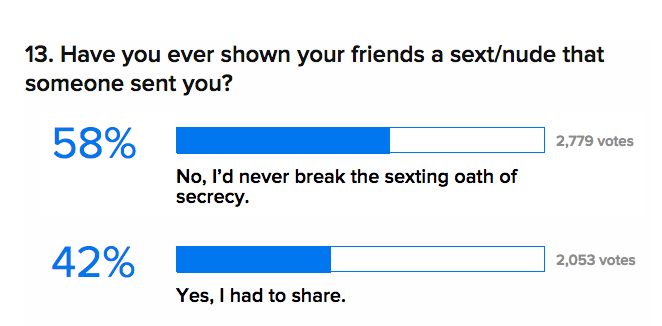 13. Have you ever shown your friends a sext/nude that
someone sent you?
58%
2,779 votes
No, I’d never break the sexting oath of
secrecy.
42%
2,053 votes
Yes, I had to share.